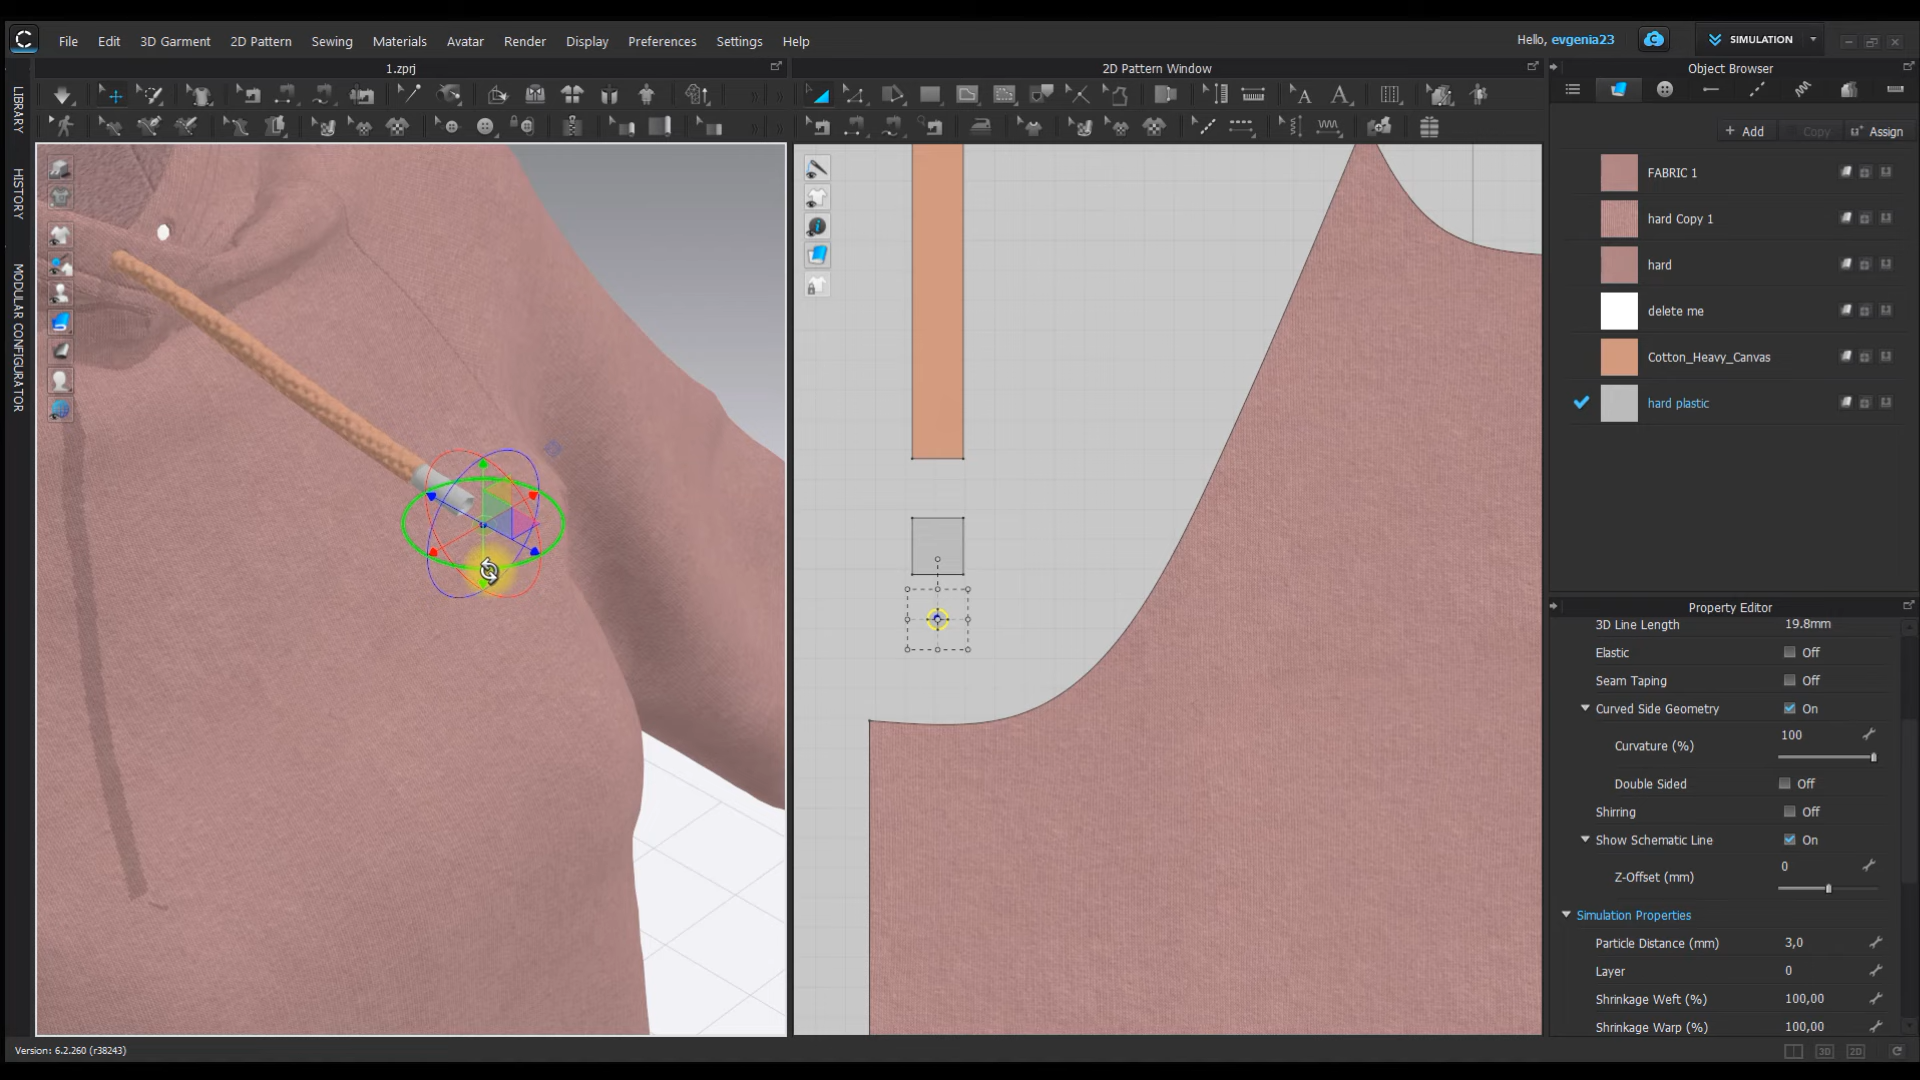 File Edit 3D Garment 2D Pattern Sewing Materials Avatar Render Display Preferences Settings Help
Hello, evgenia23
SIMULATION
1.zprj
2D Pattern Window
Object Browser
LIBRARY
HISTORY
MODULAR CONFIGURATOR
+ Add Copy Assign
FABRIC 1
hard Copy 1
hard
delete me
Cotton_Heavy_Canvas
hard plastic
Property Editor
3D Line Length 19.8mm
Elastic Off
Seam Taping Off
Curved Side Geometry On
Curvature (%) 100
Double Sided Off
Shirring Off
Show Schematic Line On
Z-Offset (mm) 0
Simulation Properties
Particle Distance (mm) 3,0
Layer 0
Shrinkage Weft (%) 100,00
Shrinkage Warp (%) 100,00
Version: 6.2.260 (r38243)
3D 2D